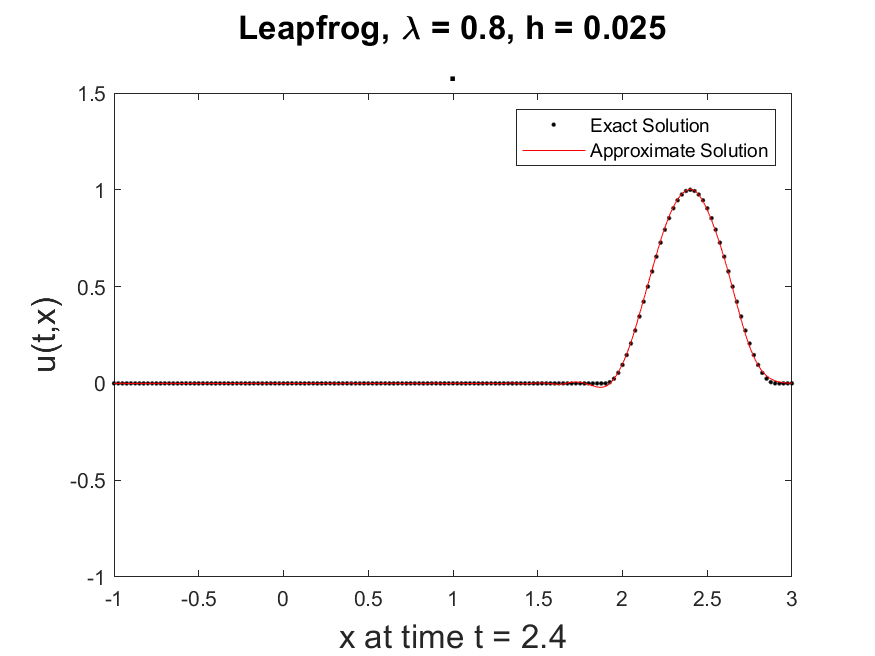 Leapfrog, λ = 0.8, h = 0.025
.
1.5
Exact Solution
Approximate Solution
1
0.5
0
-0.5
-1
u(t,x)
-1 -0.5 0 0.5 1 1.5 2 2.5 3
x at time t = 2.4